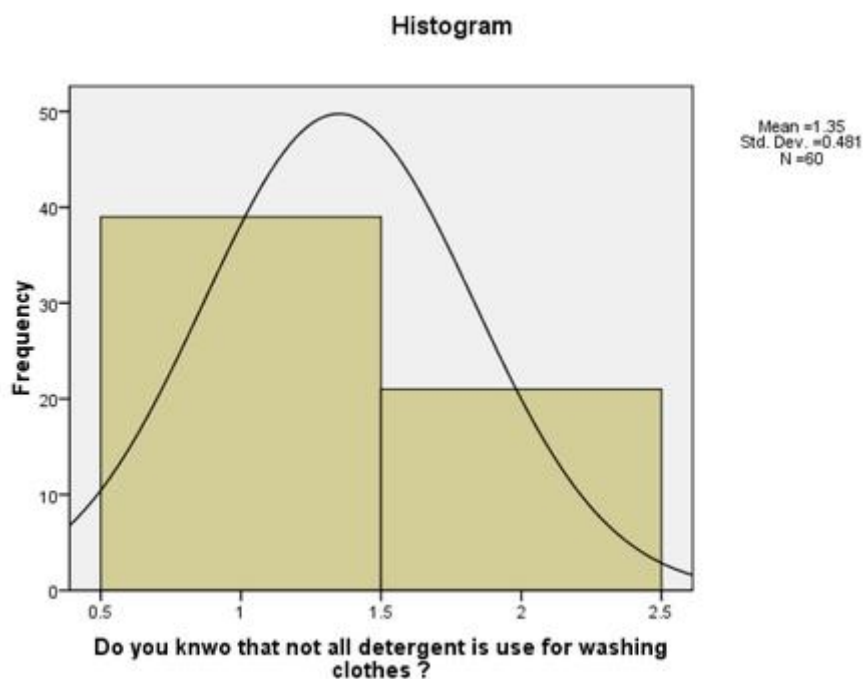 Histogram
Mean =1.35
Std. Dev. =0.481
N =60
Frequency
50
40
30
20
10
0
0.5 1 1.5 2 2.5
Do you knwo that not all detergent is use for washing
clothes ?